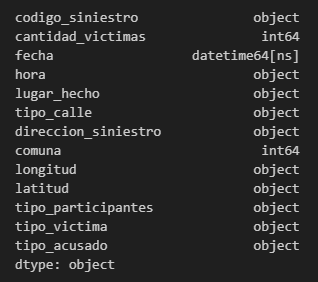 codigo_siniestro object
cantidad_victimas int64
fecha datetime64[ns]
hora object
lugar_hecho object
tipo_calle object
direccion_siniestro object
comuna int64
longitud object
latitud object
tipo_participantes object
tipo_victima object
tipo_acusado object
dtype: object